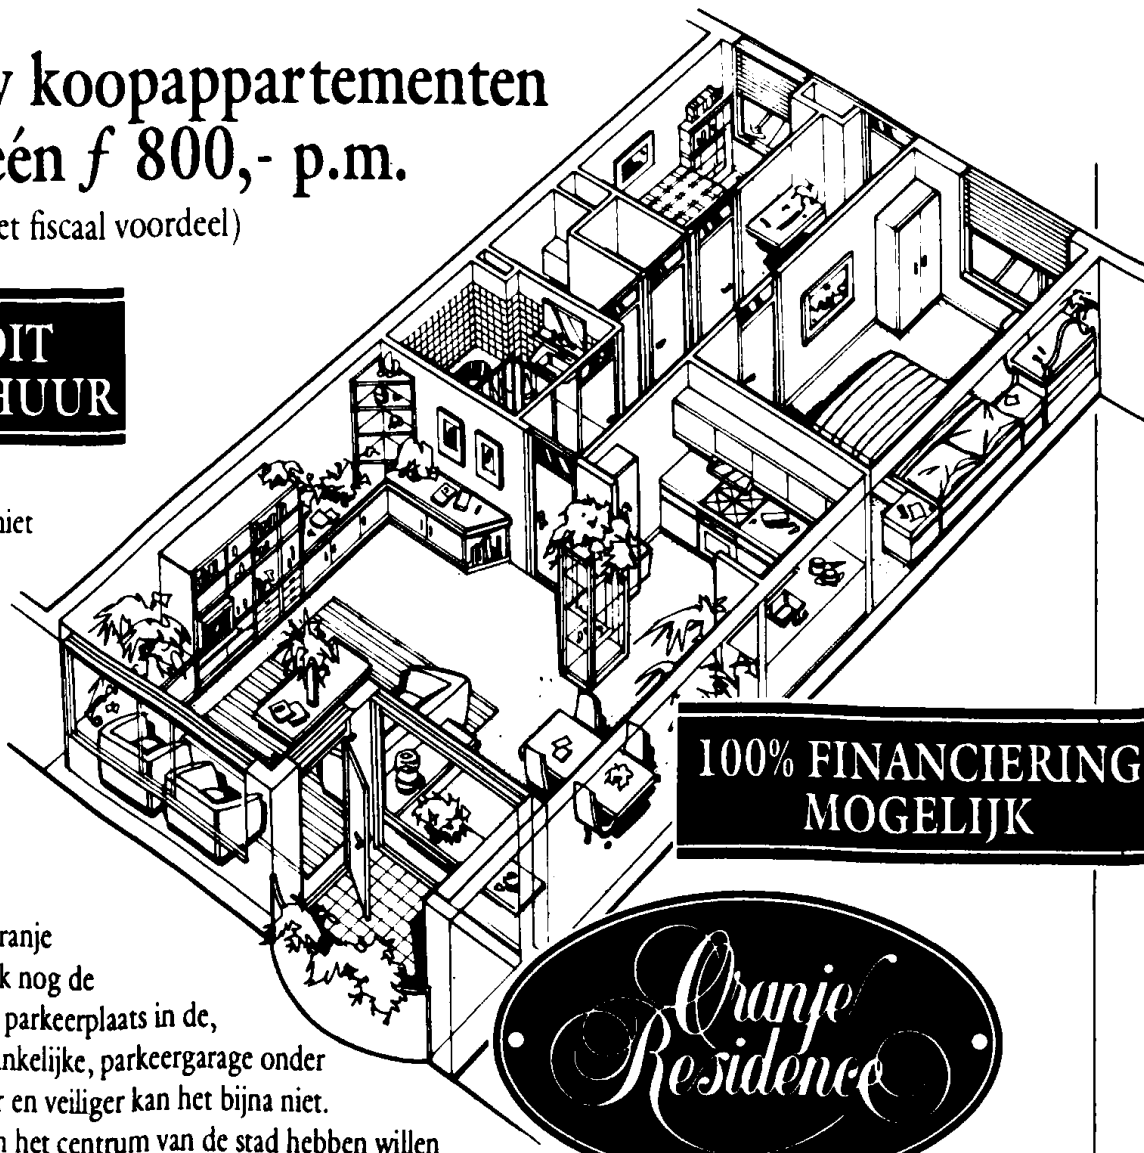 koopappartementen
één ƒ 800,- p.m.
et fiscaal voordeel)
DIT
HUUR
niet
100% FINANCIERING
MOGELIJK
ranje
k nog de
parkeerplaats in de,
ankelijke, parkeergarage onder
r en veiliger kan het bijna niet.
n het centrum van de stad hebben willen
Oranje
Residence